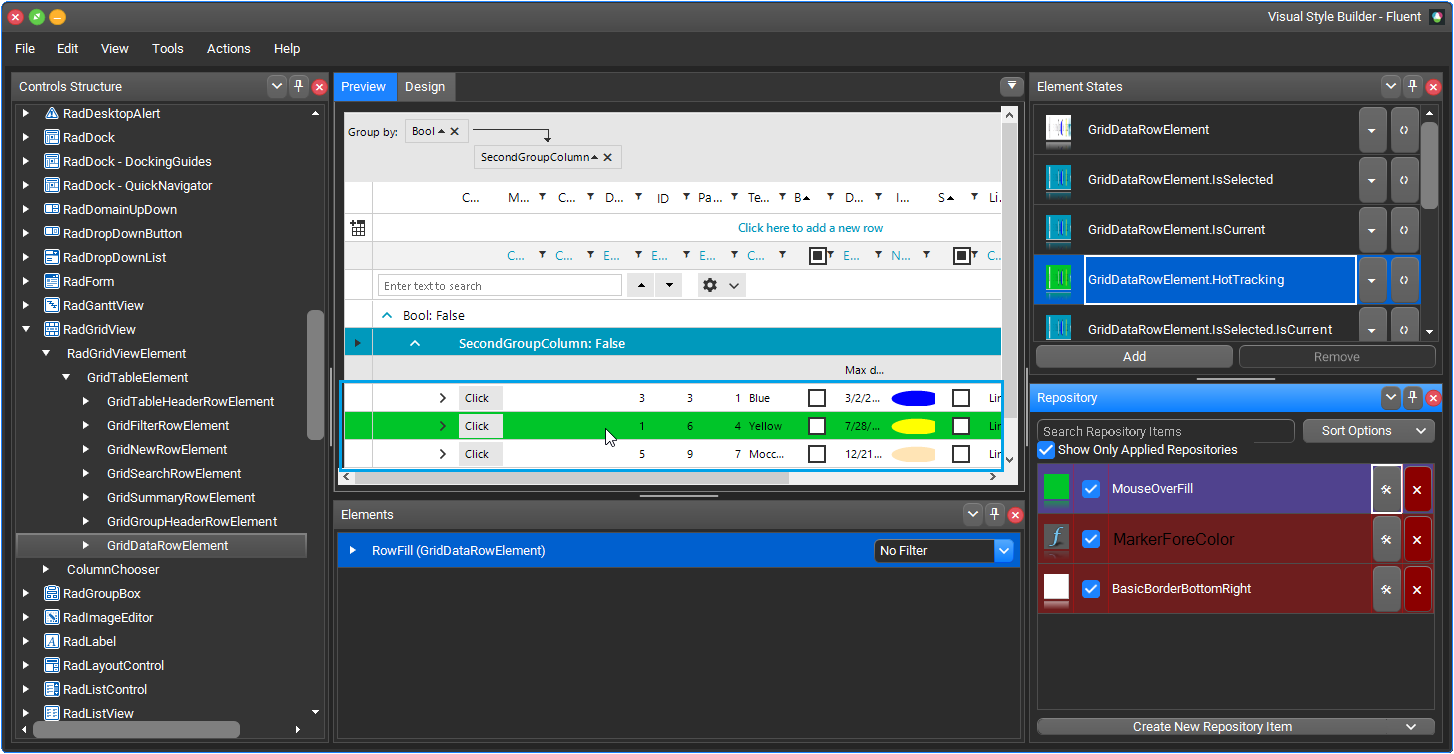 Visual Style Builder - Fluent
File Edit View Tools Actions Help
Controls Structure
RadDesktopAlert
RadDock
RadDock - DockingGuides
RadDock - QuickNavigator
RadDomainUpDown
RadDropDownButton
RadDropDownList
RadForm
RadGanttView
RadGridView
RadGridViewElement
GridTableElement
GridTableHeaderRowElement
GridFilterRowElement
GridNewRowElement
GridSearchRowElement
GridSummaryRowElement
GridGroupHeaderRowElement
GridDataRowElement
ColumnChooser
RadGroupBox
RadImageEditor
RadLabel
RadLayoutControl
RadListControl
RadListView
Preview Design
Group by: Bool
SecondGroupColumn
C... M... C... D... ID Pa... Te... B D... I... S Li
Click here to add a new row
C... C... E... E... E... C... E... N... C...
Enter text to search
Bool: False
SecondGroupColumn: False
Max d...
Click 3 3 1 Blue 3/2/2... Lir
Click 1 6 4 Yellow 7/28/... Lir
Click 5 9 7 Mocc... 12/21... Lir
Elements
RowFill (GridDataRowElement) No Filter
Element States
GridDataRowElement
GridDataRowElement.IsSelected
GridDataRowElement.IsCurrent
GridDataRowElement.HotTracking
GridDataRowElement.IsSelected.IsCurrent
Add Remove
Repository
Search Repository Items Sort Options
Show Only Applied Repositories
MouseOverFill
MarkerForeColor
BasicBorderBottomRight
Create New Repository Item